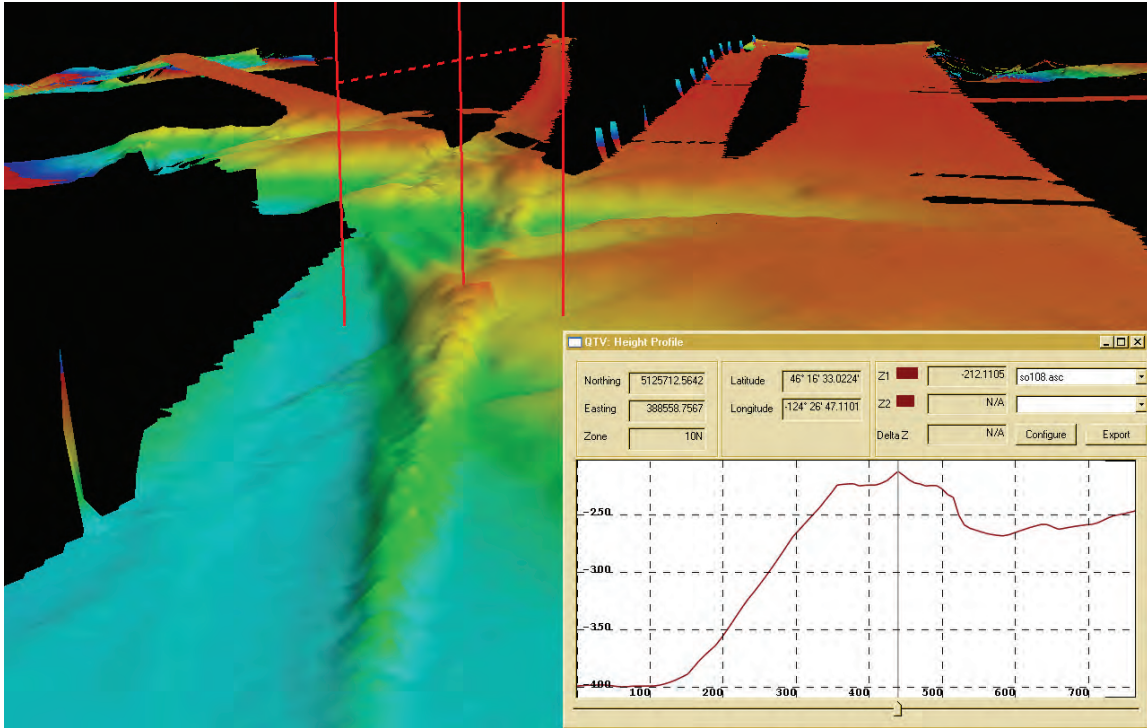 QTV: Height Profile
Northing 5125712.5642
Easting 388558.7567
Zone 10N
Latitude 46° 16' 33.0224'
Longitude -124° 26' 47.1101
Z1 -212.1105 so108.asc
Z2 N/A
Delta Z N/A Configure Export
-250
-300
-350
-400
100 200 300 400 500 600 700